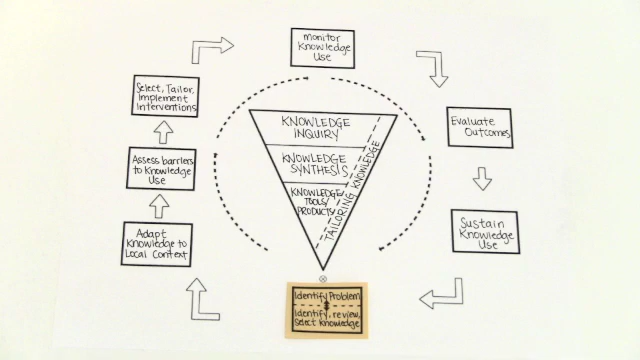 monitor
Knowledge
Use
Select, Tailor,
Implement
Interventions
Evaluate
Outcomes
KNOWLEDGE
INQUIRY
KNOWLEDGE
SYNTHESIS
KNOWLEDGE
TOOLS/
PRODUCTS
TAILORING KNOWLEDGE
Assess barriers
to Knowledge
Use
Adapt
Knowledge to
Local Context
Sustain
Knowledge
Use
Identify Problem
Identify, review,
Select Knowledge